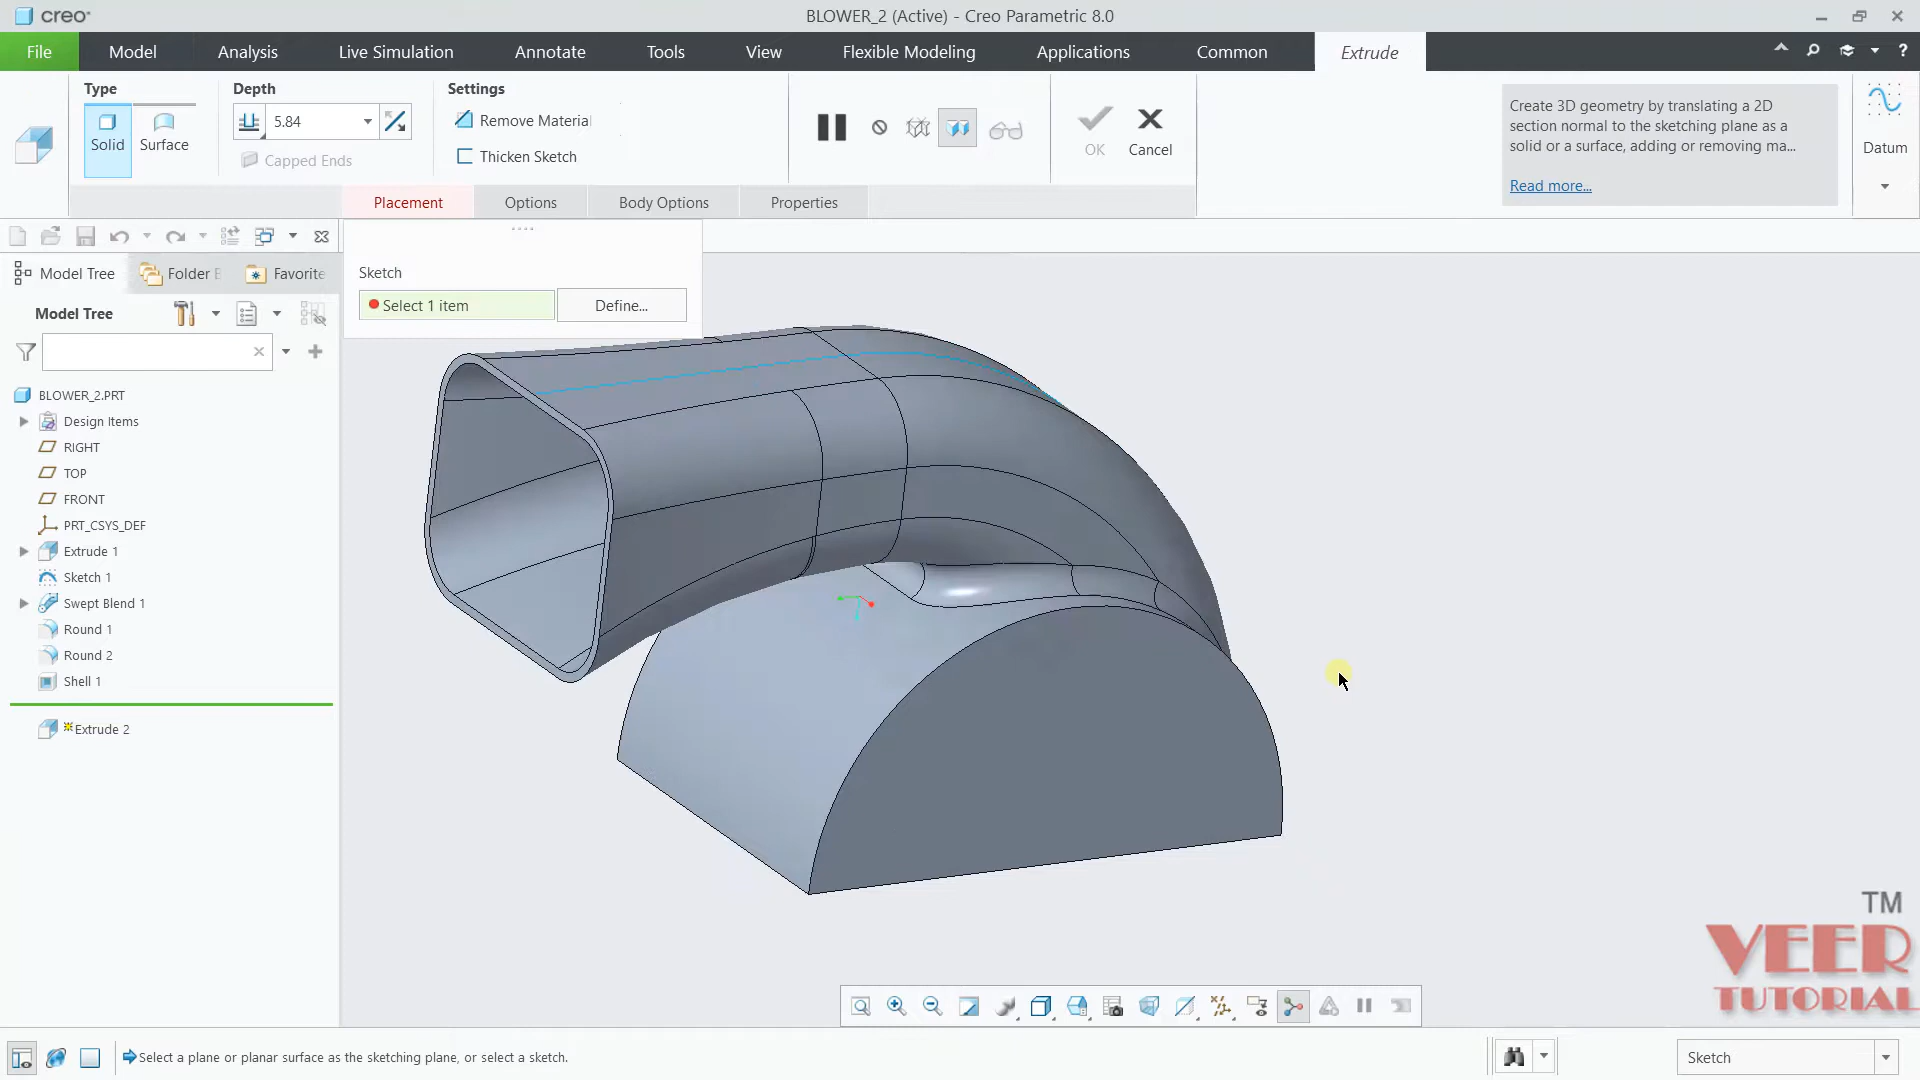 creo
BLOWER_2 (Active) - Creo Parametric 8.0
File Model Analysis Live Simulation Annotate Tools View Flexible Modeling Applications Common Extrude
Type Depth Settings
Solid Surface
5.84
Capped Ends
Remove Material
Thicken Sketch
OK Cancel
Create 3D geometry by translating a 2D
section normal to the sketching plane as a
solid or a surface, adding or removing ma...
Read more...
Datum
Placement Options Body Options Properties
Sketch
Select 1 item Define...
Model Tree Folder B Favorite
Model Tree
BLOWER_2.PRT
Design Items
RIGHT
TOP
FRONT
PRT_CSYS_DEF
Extrude 1
Sketch 1
Swept Blend 1
Round 1
Round 2
Shell 1
Extrude 2
TM
VEER
TUTORIAL
Select a plane or planar surface as the sketching plane, or select a sketch.
Sketch